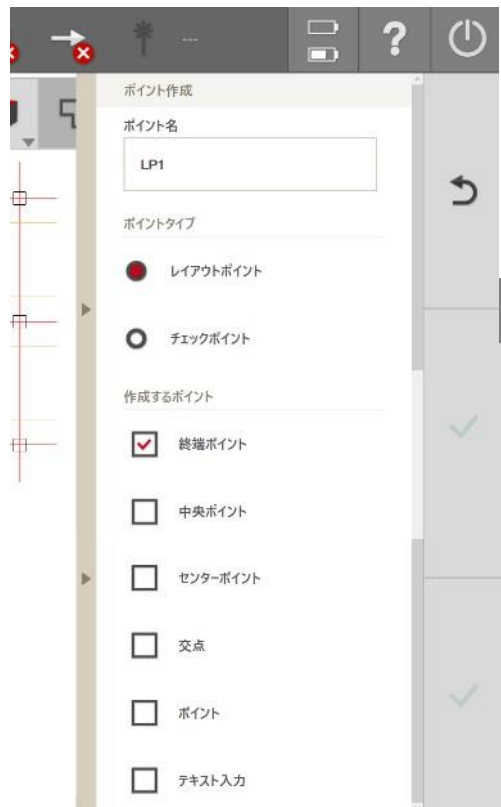 ---
?
ポイント作成
ポイント名
LP1
ポイントタイプ
レイアウトポイント
チェックポイント
作成するポイント
終端ポイント
中央ポイント
センターポイント
交点
ポイント
テキスト入力